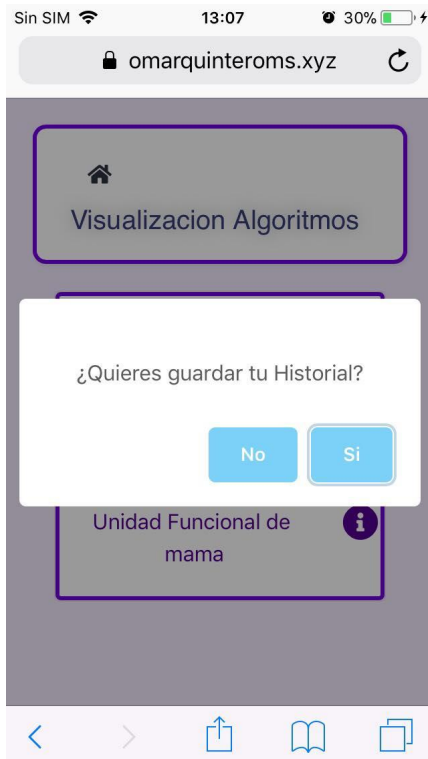 Sin SIM 13:07 30%
omarquinteroms.xyz
Visualizacion Algoritmos
¿Quieres guardar tu Historial?
No Si
Unidad Funcional de
mama